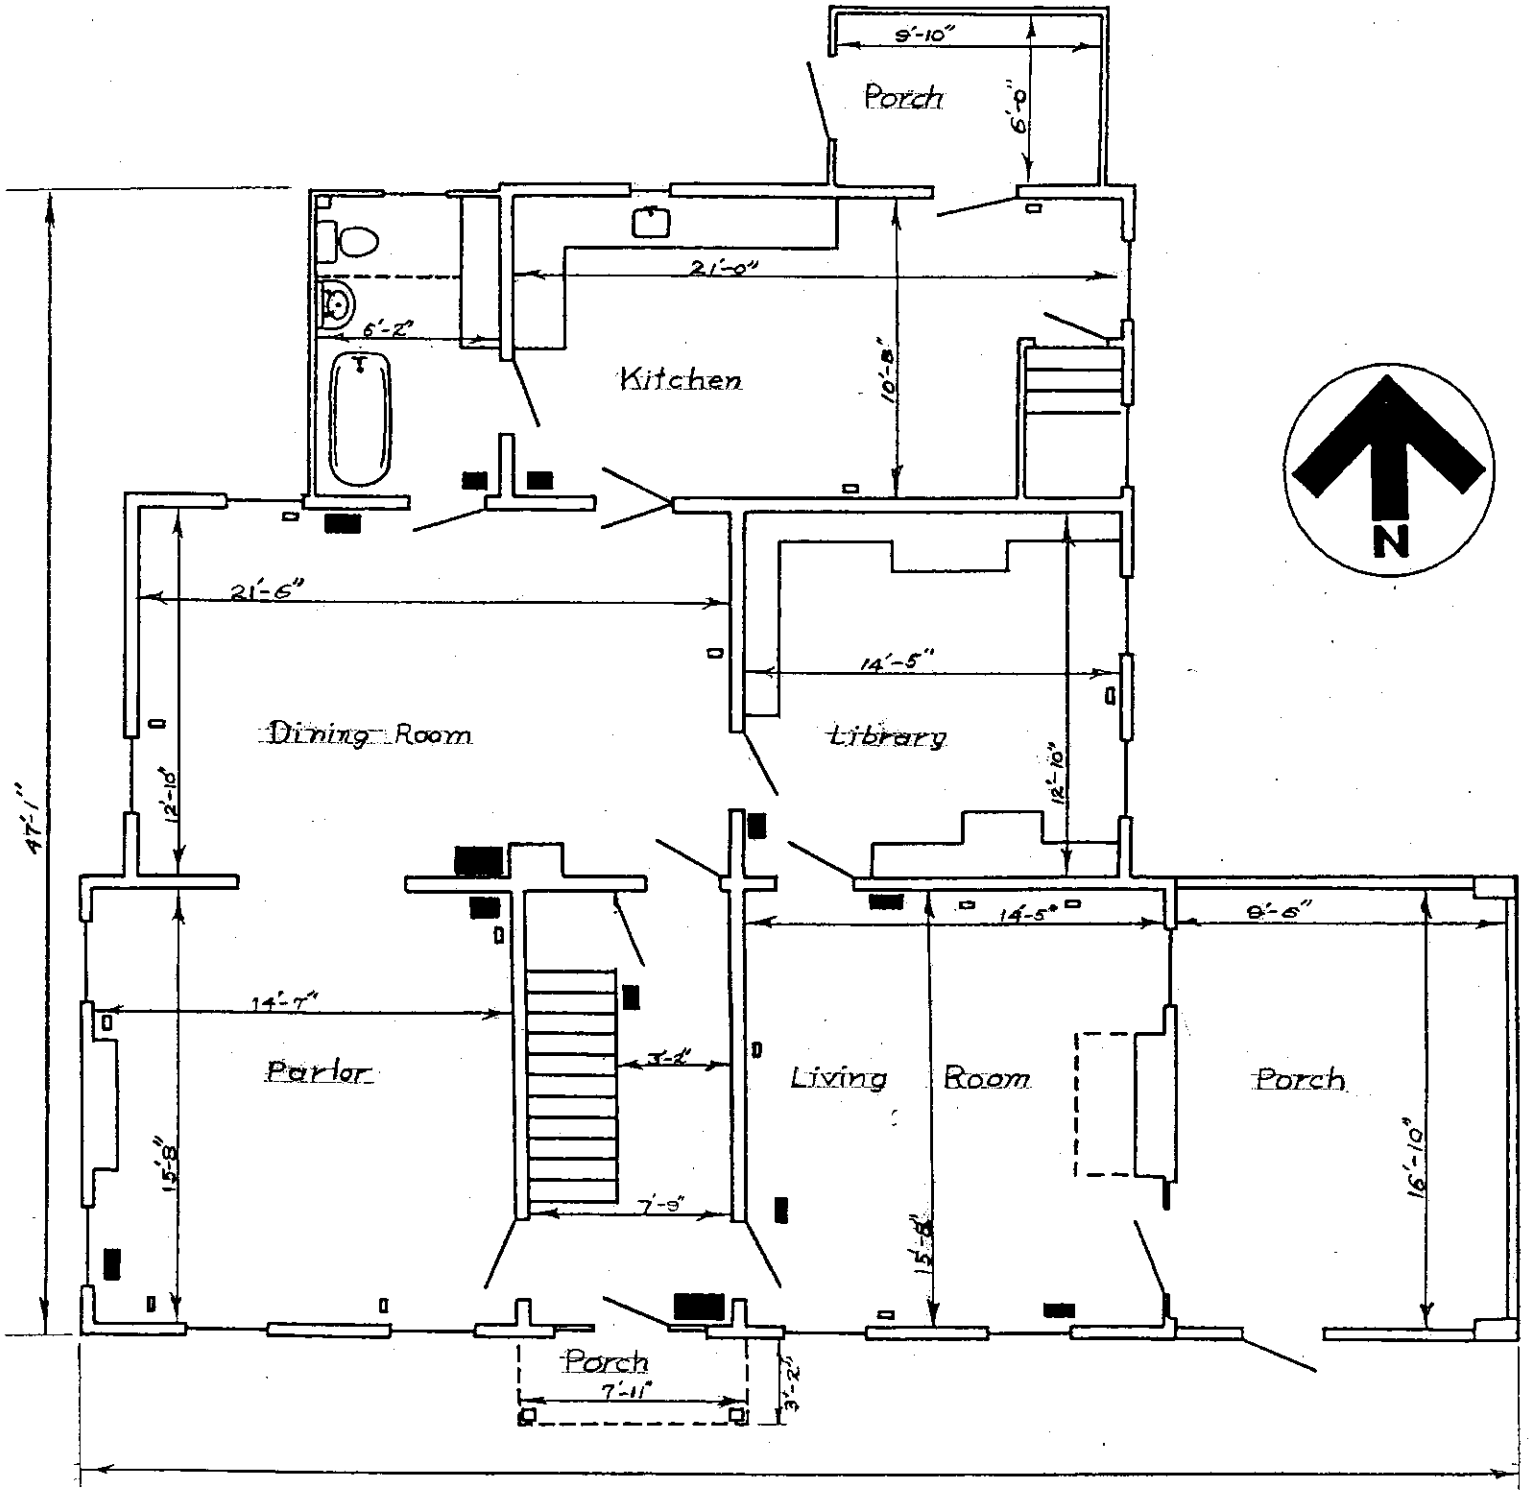 9'-10"
Porch
6'-0"
21'-0"
6'-2"
10'-8"
Kitchen
N
21'-6"
14'-5"
Dining Room
Library
12'-10"
12'-10"
47'-1"
14'-5"
9'-6"
14'-7"
3'-2"
Parlor
Living Room
Porch
15'-8"
16'-10"
7'-9"
15'-8"
Porch
7'-11"
3'-2"